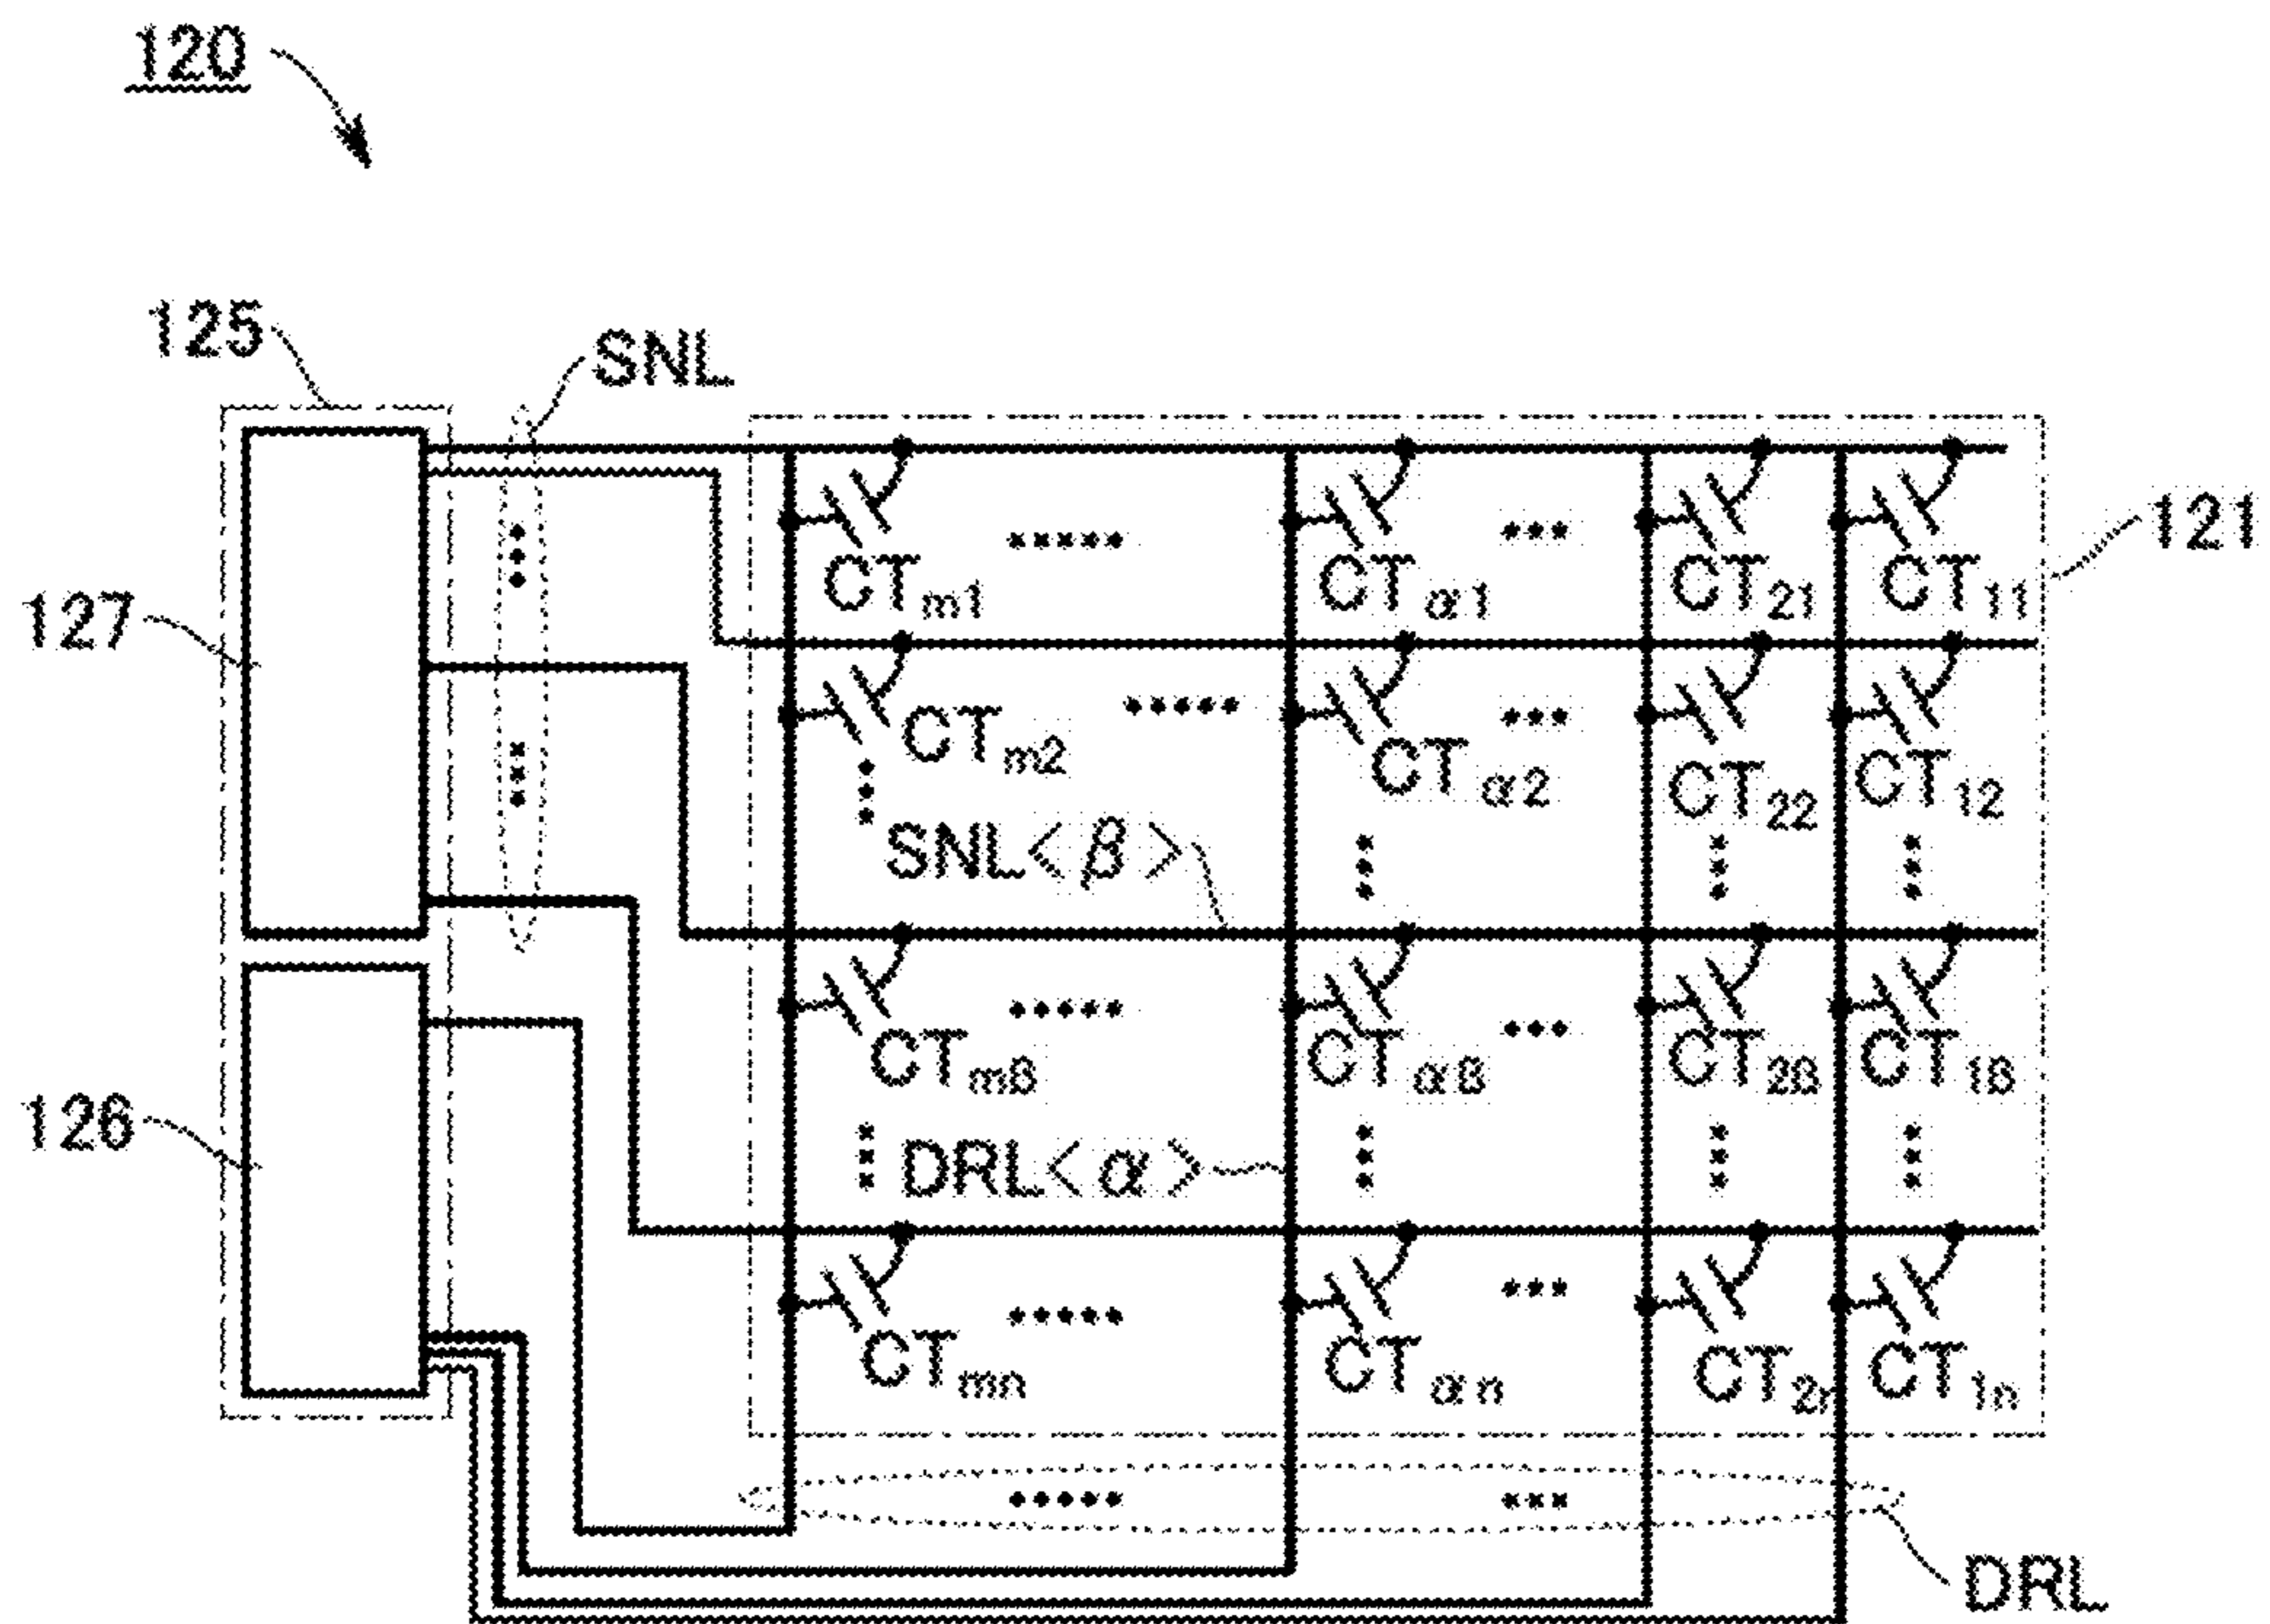 120
125
SNL
127
121
CTm1 CTα1 CT21 CT11
CTm2 CTα2 CT22 CT12
SNL<β>
CTmβ CTαβ CT2β CT1β
126
DRL<α>
CTmn CTαn CT2n CT1n
DRL